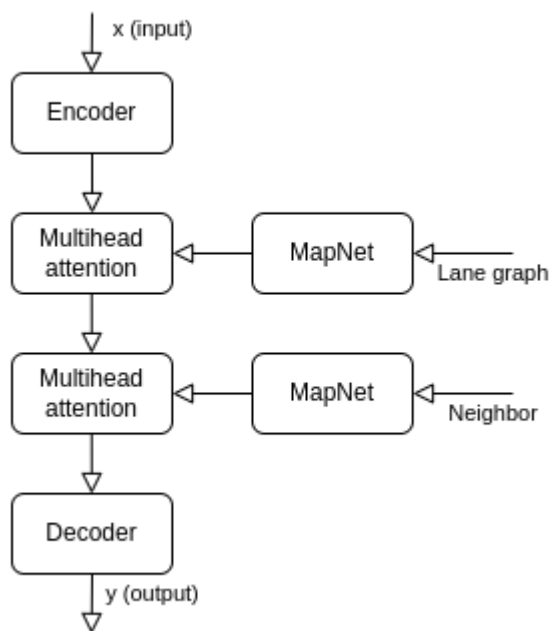 x (input)
Encoder
Multihead
attention
MapNet
Lane graph
Multihead
attention
MapNet
Neighbor
Decoder
y (output)